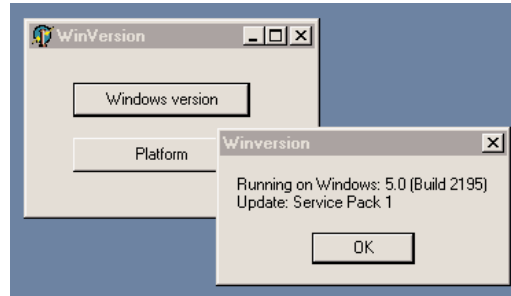 WinVersion
Windows version
Platform
Winversion
Running on Windows: 5.0 (Build 2195)
Update: Service Pack 1
OK